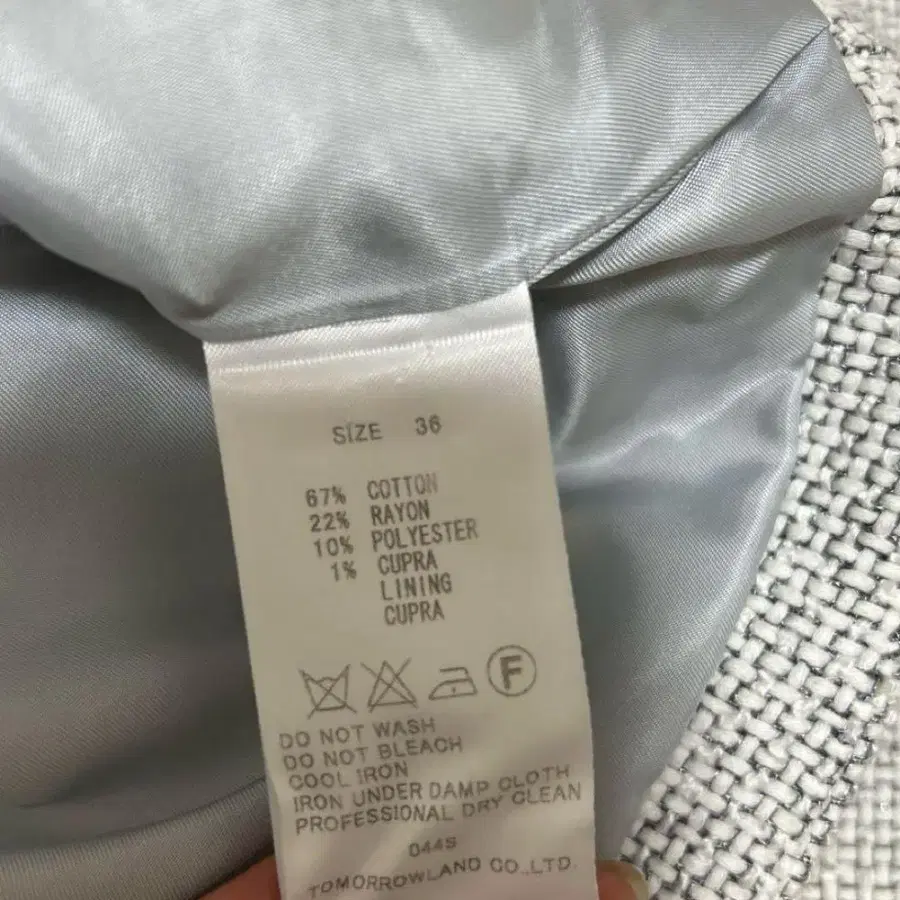 SIZE 36
67% COTTON
22% RAYON
10% POLYESTER
1% CUPRA
LINING
CUPRA
F
DO NOT WASH
DO NOT BLEACH
COOL IRON
IRON UNDER DAMP CLOTH
PROFESSIONAL DRY CLEAN
044S
TOMORROWLAND CO.,LTD.